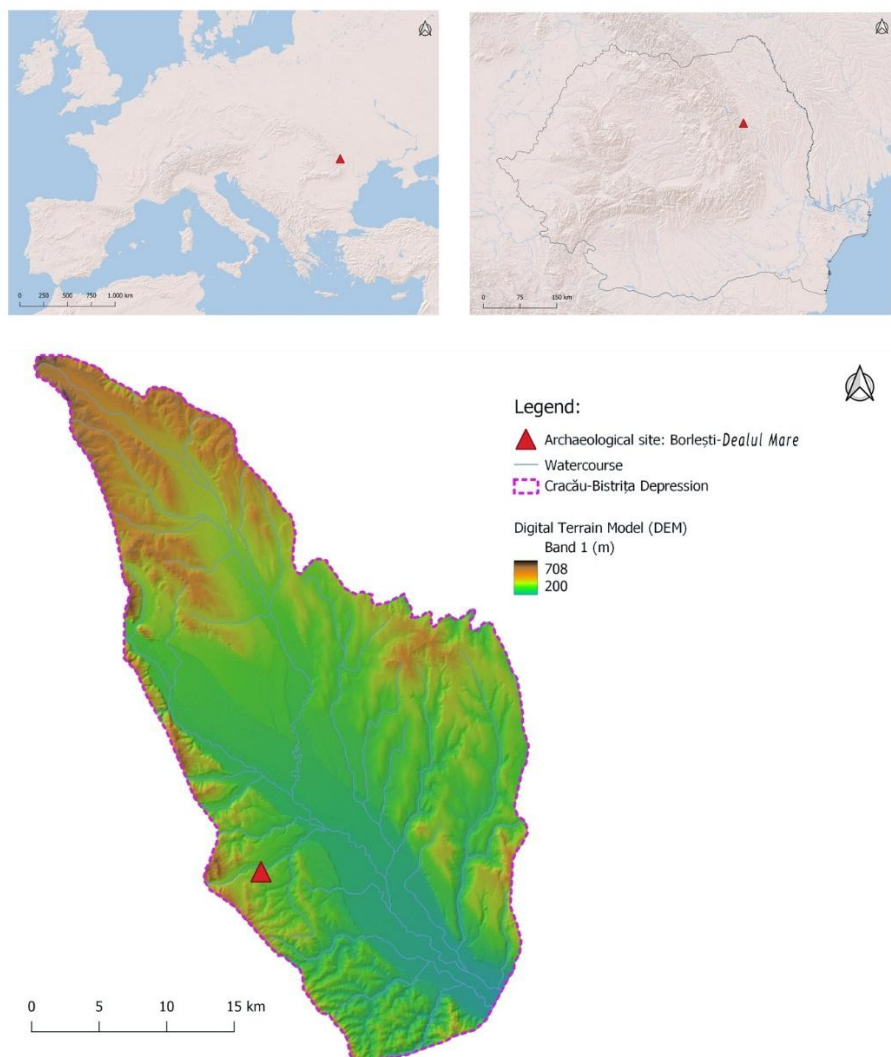 0 250 500 750 1.000 km
0 75 150 km
Legend:
Archaeological site: Borlești-Dealul Mare
Watercourse
Cracău-Bistrița Depression
Digital Terrain Model (DEM)
Band 1 (m)
708
200
0 5 10 15 km